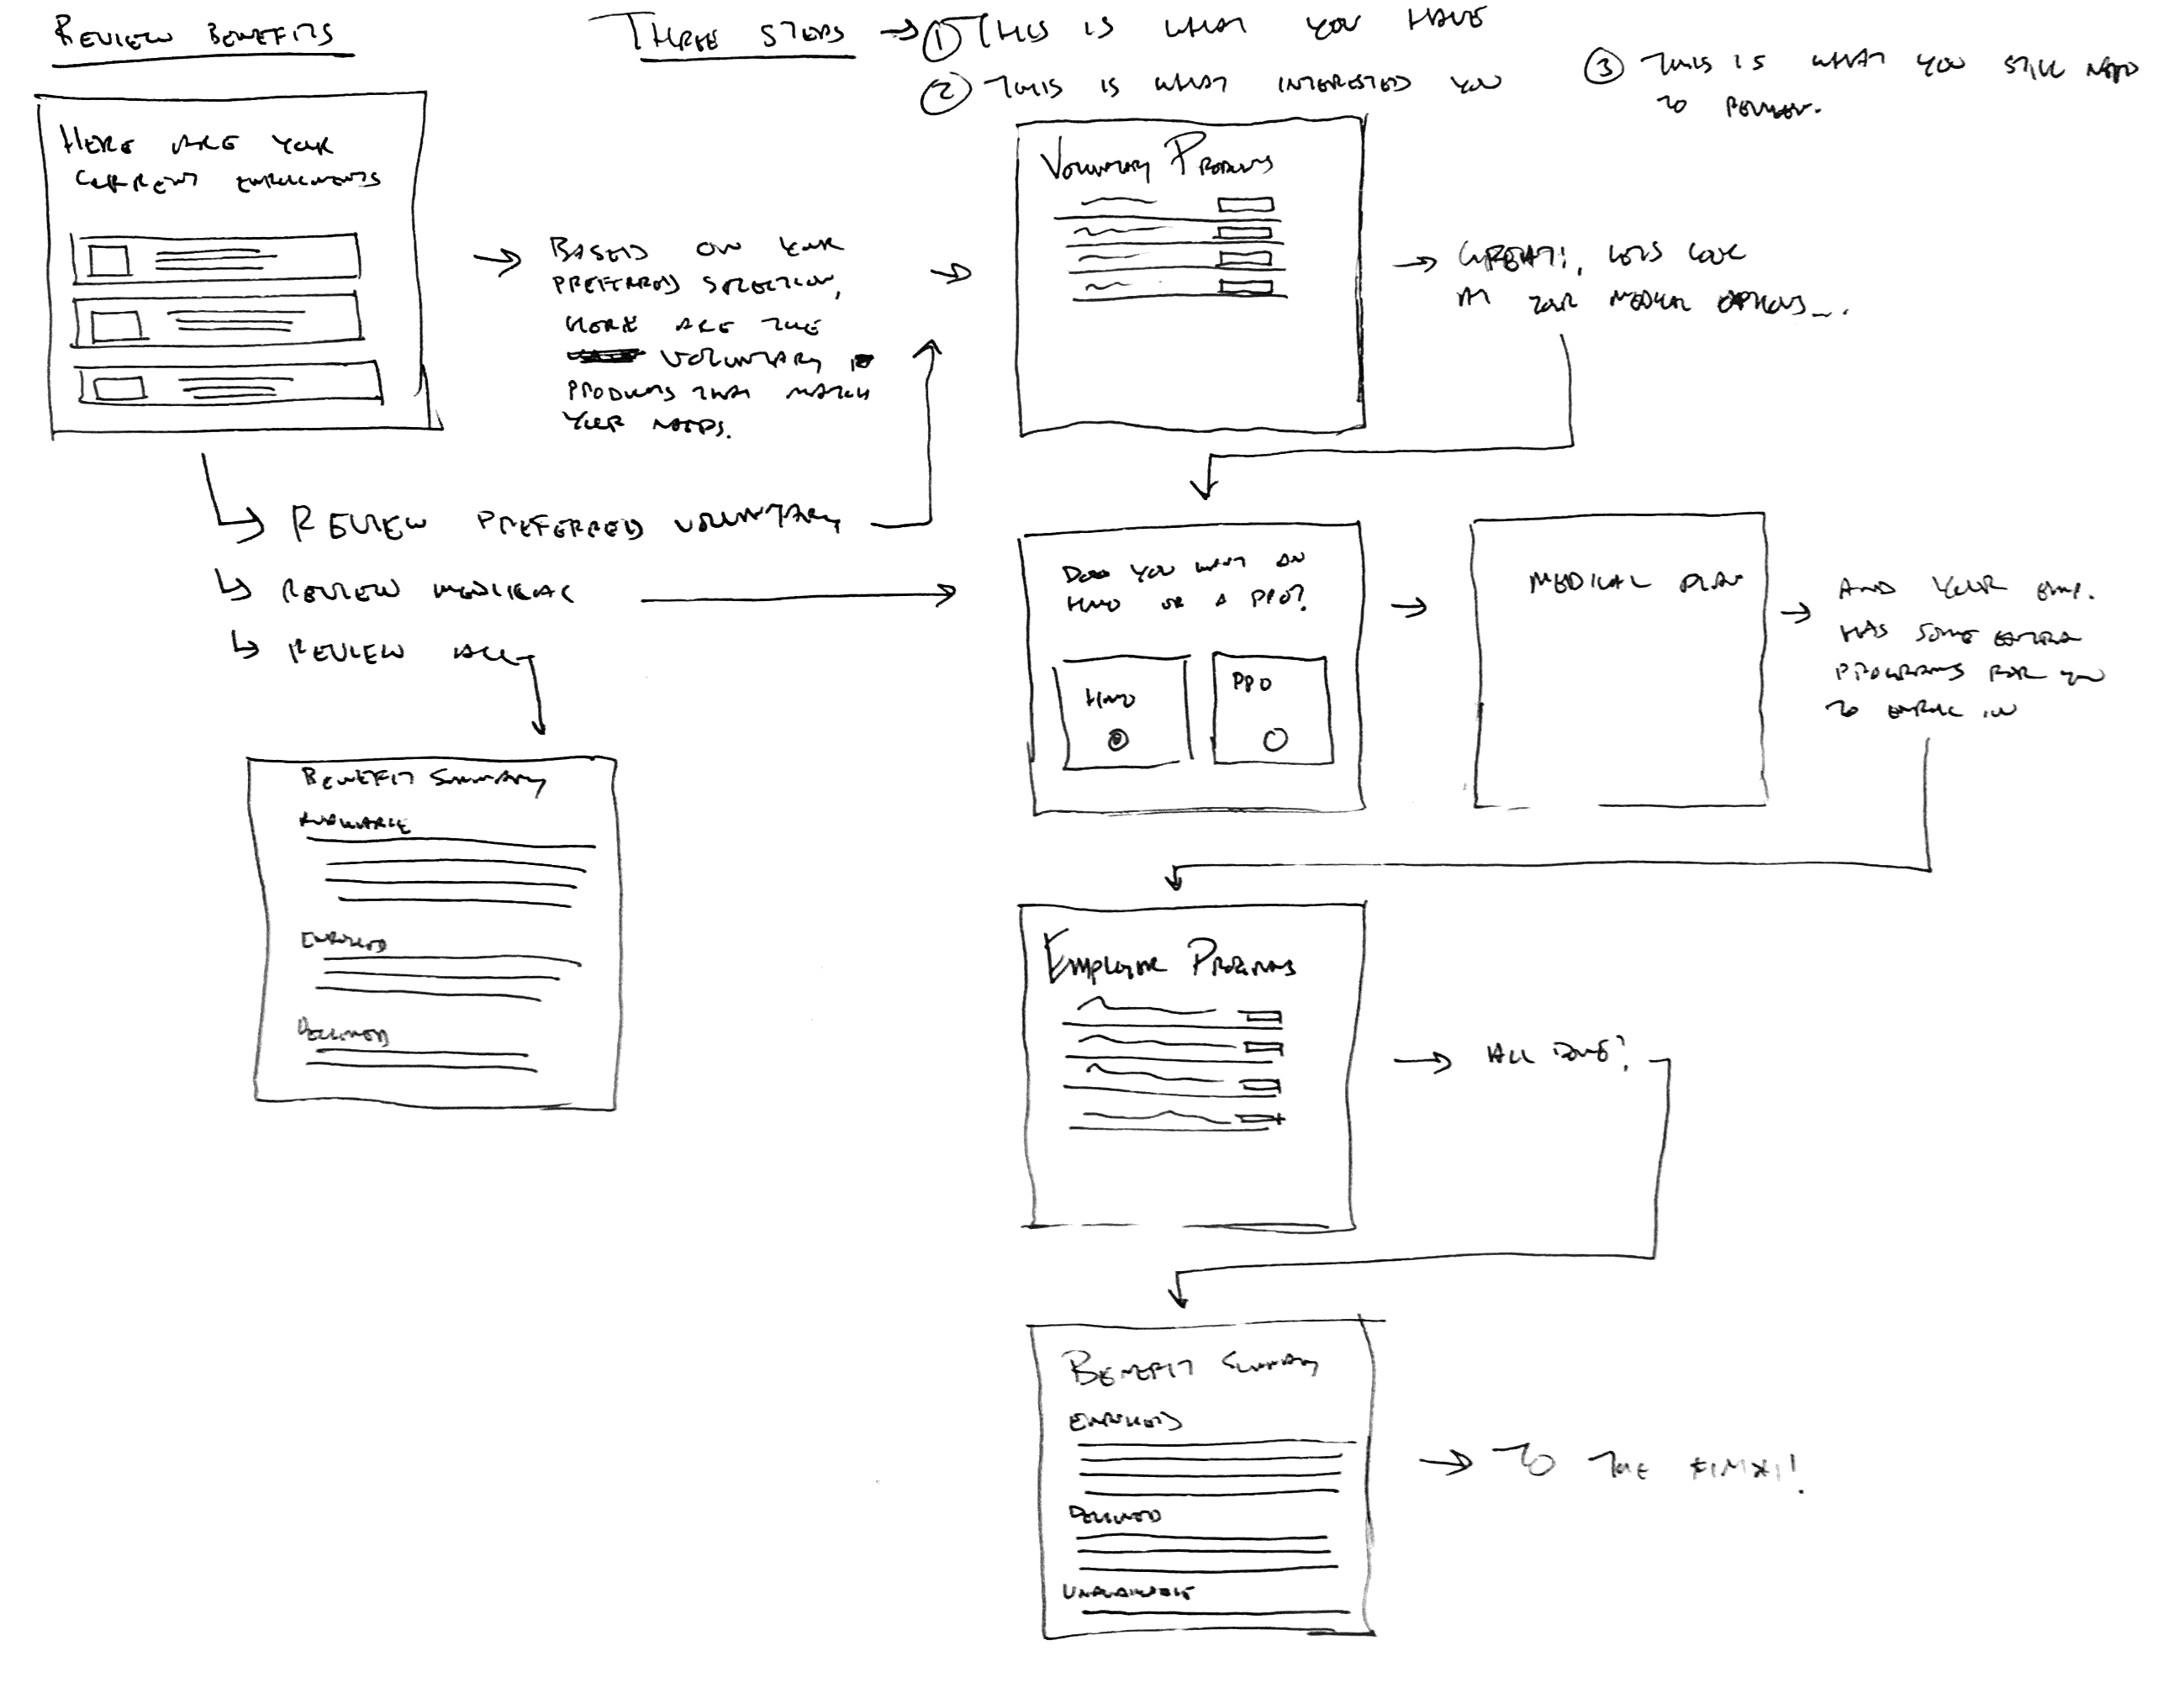 REVIEW BENEFITS
THREE STEPS → ① THIS IS WHAT YOU HAVE
② THIS IS WHAT INTERESTED YOU
③ THIS IS WHAT YOU STILL NEED
TO REVIEW.
HERE ARE YOUR
CURRENT ENROLLMENTS
BASED ON YOUR
PREFERRED SELECTION,
HERE ARE THE
VOLUNTARY
PRODUCTS THAT MATCH
YOUR NEEDS.
VOLUNTARY PRODUCTS
GREAT!, LETS LOOK
AT YOUR MEDICAL OPTIONS...
REVIEW PREFERRED VOLUNTARY
REVIEW MEDICAL
REVIEW ALL
DO YOU WANT AN
HMO OR A PPO?
HMO
PPO
MEDICAL PLAN
AND YOUR EMP.
HAS SOME EXTRA
PROGRAMS FOR YOU
TO ENROLL IN
BENEFIT SUMMARY
AVAILABLE
ENROLLED
DECLINED
EMPLOYER PROGRAMS
ALL DONE?
BENEFIT SUMMARY
ENROLLED
DECLINED
UNAVAILABLE
TO THE